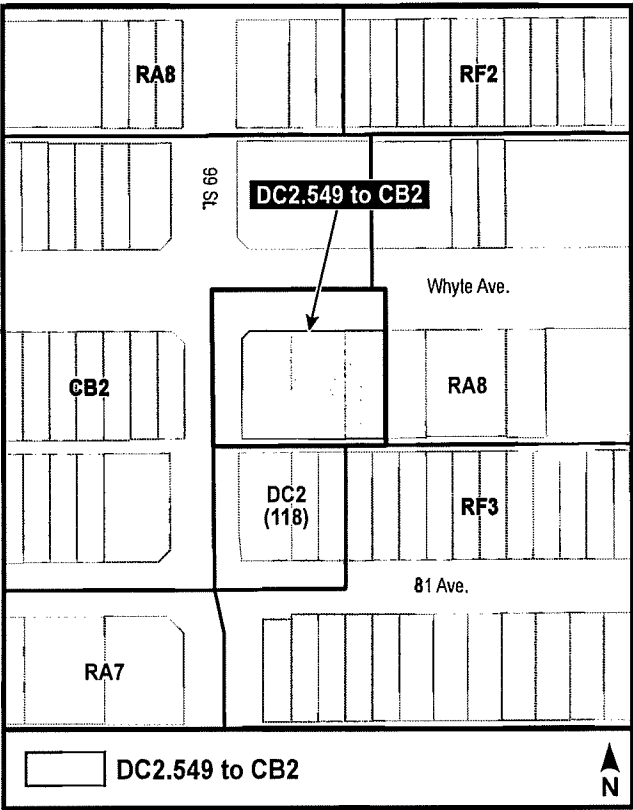 RA8
RF2
99 St.
DC2.549 to CB2
Whyte Ave.
CB2
RA8
DC2
(118)
RF3
81 Ave.
RA7
DC2.549 to CB2
N